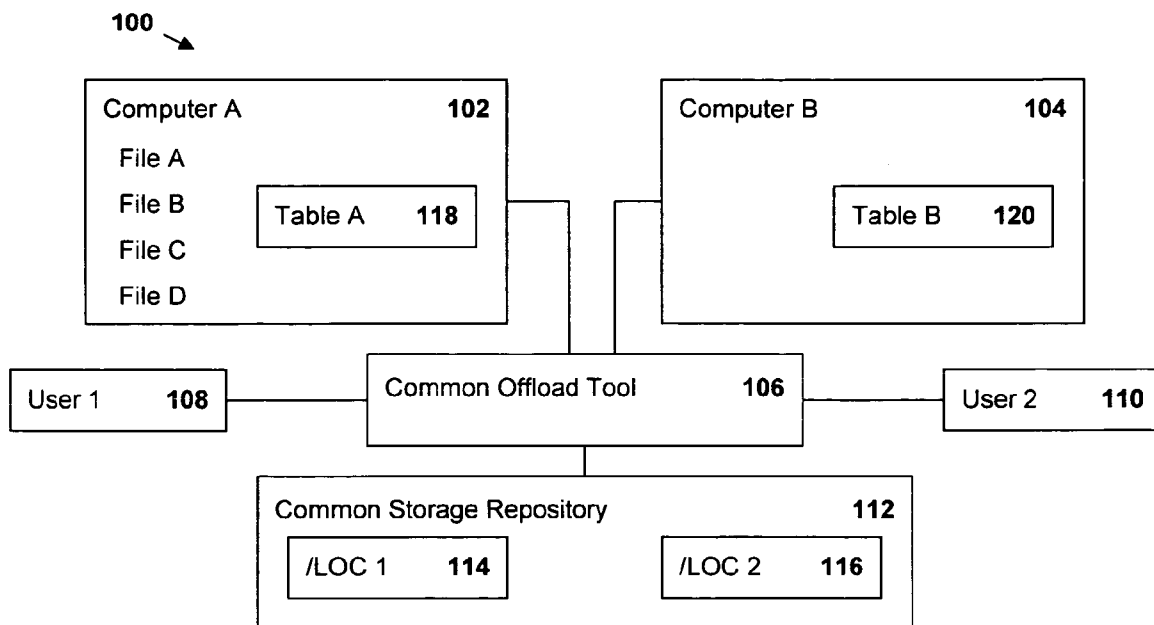 100
Computer A 102
File A
File B
File C
File D
Table A 118
Computer B 104
Table B 120
User 1 108
Common Offload Tool 106
User 2 110
Common Storage Repository 112
/LOC 1 114
/LOC 2 116